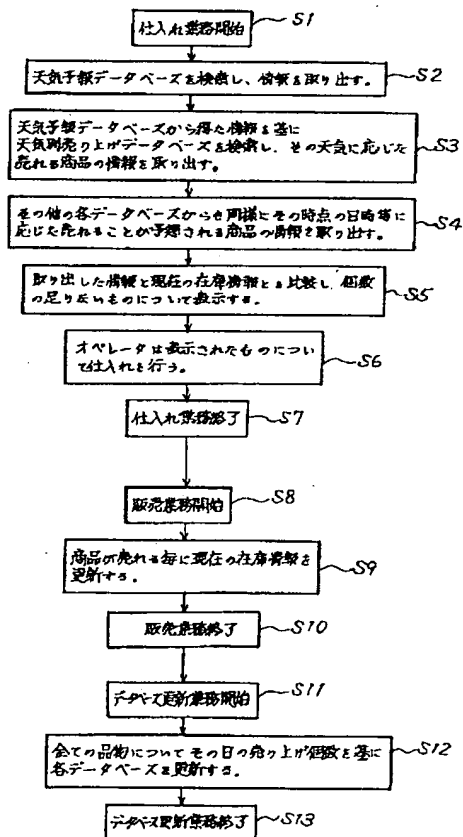 仕入れ業務開始 S1
天気予報データベースを検索し、情報を取り出す。 S2
天気予報データベースから得た情報を基に
天気別売り上げデータベースを検索し、その天気に応じた
売れる商品の情報を取り出す。 S3
その他の各データベースからも同様にその時点の日時等に
応じた売れることが予想される商品の情報を取り出す。 S4
取り出した情報と現在の在庫情報とを比較し、個数
の足りないものについて表示する。 S5
オペレータは表示されたものについ
て仕入れを行う。 S6
仕入れ業務終了 S7
販売業務開始 S8
商品が売れる毎に現在の在庫情報を
更新する。 S9
販売業務終了 S10
データベース更新業務開始 S11
全ての品物についてその日の売り上げ個数を基に
各データベースを更新する。 S12
データベース更新業務終了 S13